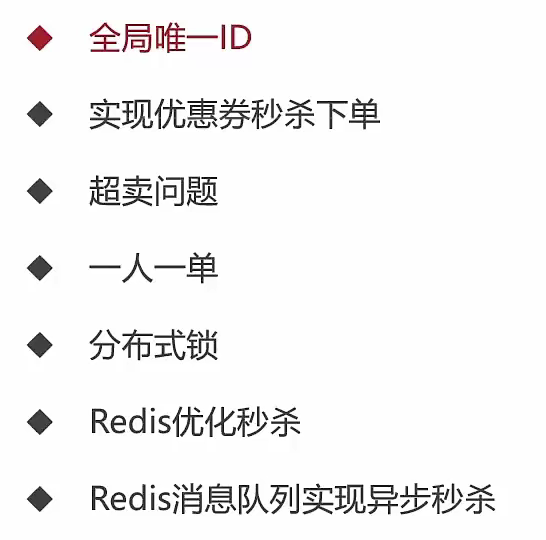 全局唯一ID
实现优惠券秒杀下单
超卖问题
一人一单
分布式锁
Redis优化秒杀
Redis消息队列实现异步秒杀